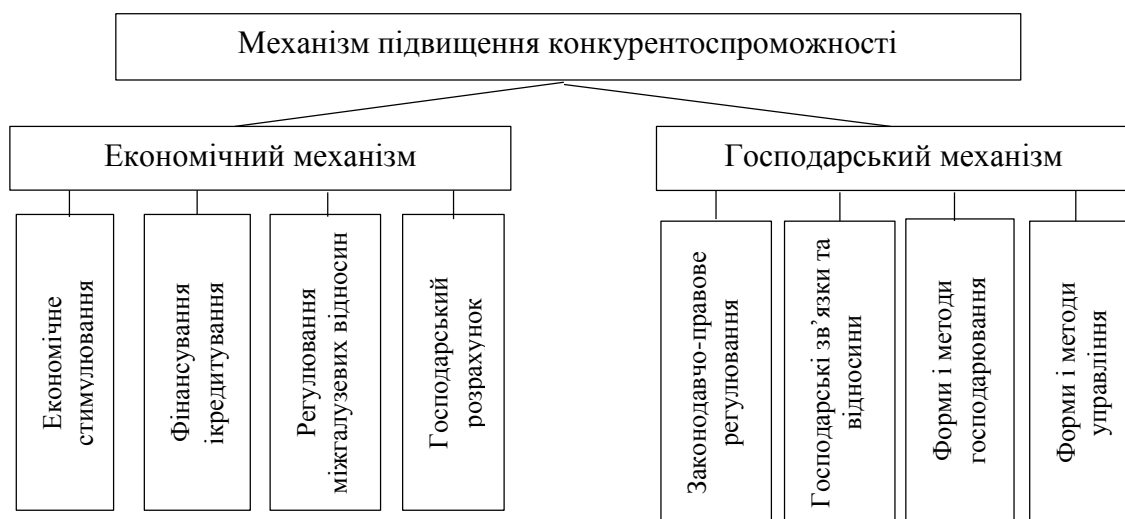 Механізм підвищення конкурентоспроможності
Економічний механізм
Господарський механізм
Економічне
стимулювання
Фінансування
ікредитування
Регулювання
міжгалузевих відносин
Господарський
розрахунок
Законодавчо-правове
регулювання
Господарські зв’язки та
відносини
Форми і методи
господарювання
Форми і методи
управління